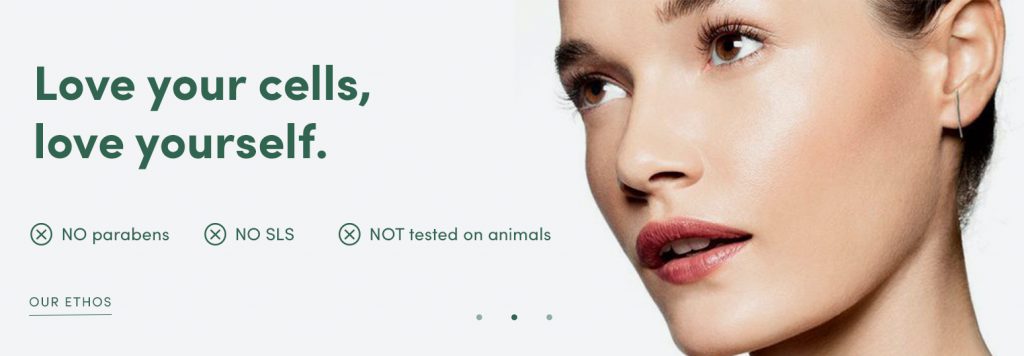 Love your cells,
love yourself.
NO parabens NO SLS NOT tested on animals
OUR ETHOS